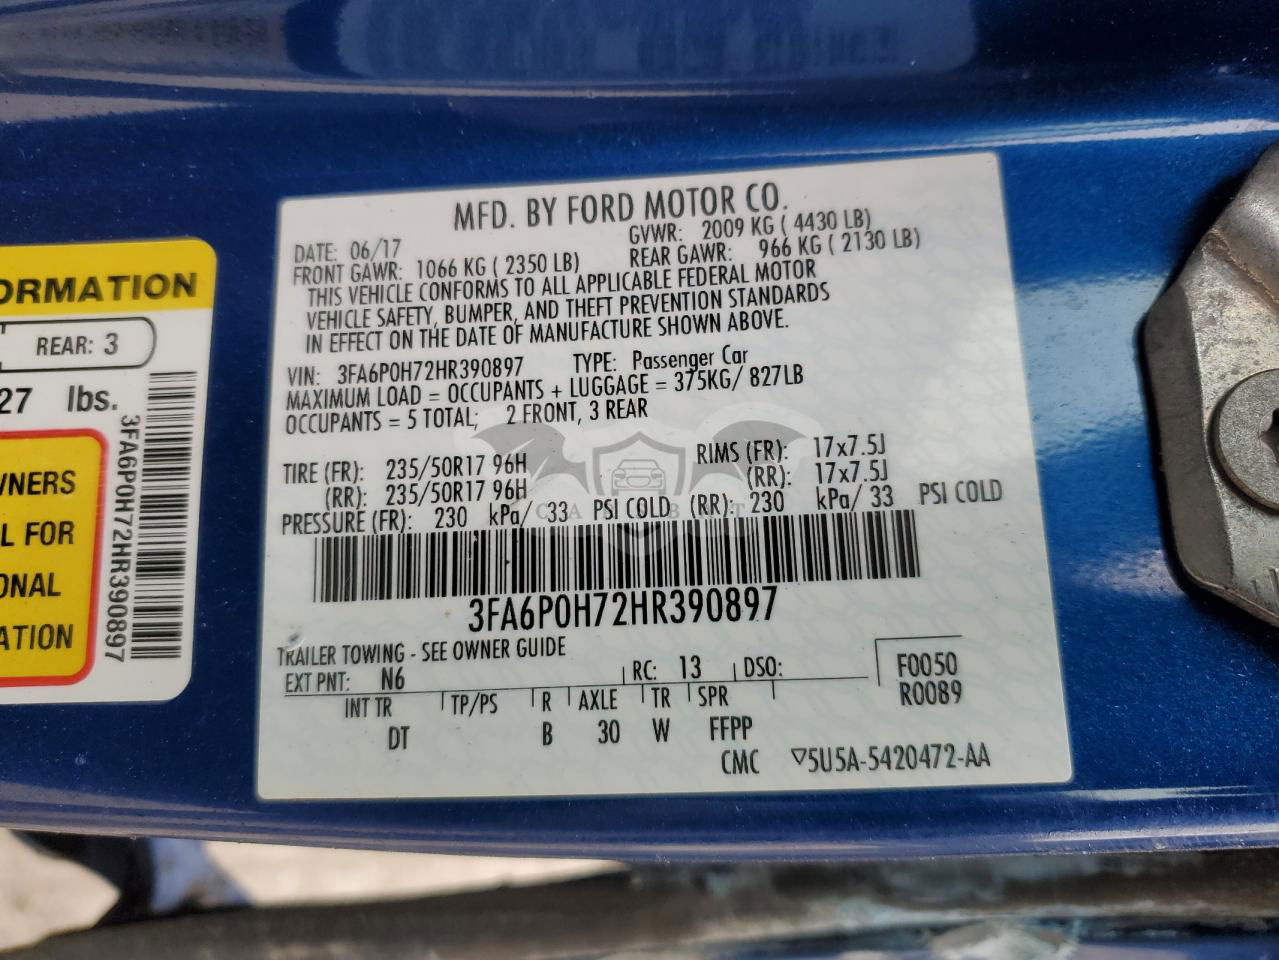 MFD. BY FORD MOTOR CO.
DATE: 06/17 GVWR: 2009 KG ( 4430 LB)
FRONT GAWR: 1066 KG ( 2350 LB) REAR GAWR: 966 KG ( 2130 LB)
THIS VEHICLE CONFORMS TO ALL APPLICABLE FEDERAL MOTOR
VEHICLE SAFETY, BUMPER, AND THEFT PREVENTION STANDARDS
IN EFFECT ON THE DATE OF MANUFACTURE SHOWN ABOVE.
VIN: 3FA6P0H72HR390897 TYPE: Passenger Car
MAXIMUM LOAD = OCCUPANTS + LUGGAGE = 375KG/ 827LB
OCCUPANTS = 5 TOTAL; 2 FRONT, 3 REAR
TIRE (FR): 235/50R17 96H RIMS (FR): 17x7.5J
(RR): 235/50R17 96H (RR): 17x7.5J
PRESSURE (FR): 230 kPa/ 33 PSI COLD (RR): 230 kPa/ 33 PSI COLD
3FA6P0H72HR390897
TRAILER TOWING - SEE OWNER GUIDE
EXT PNT: N6 RC: 13 DSO: F0050
R0089
INT TR TP/PS R AXLE TR SPR
DT B 30 W FFPP
CMC ▽5U5A-5420472-AA
ORMATION
REAR: 3
27 lbs.
WNERS
L FOR
ONAL
ATION
3FA6P0H72HR390897